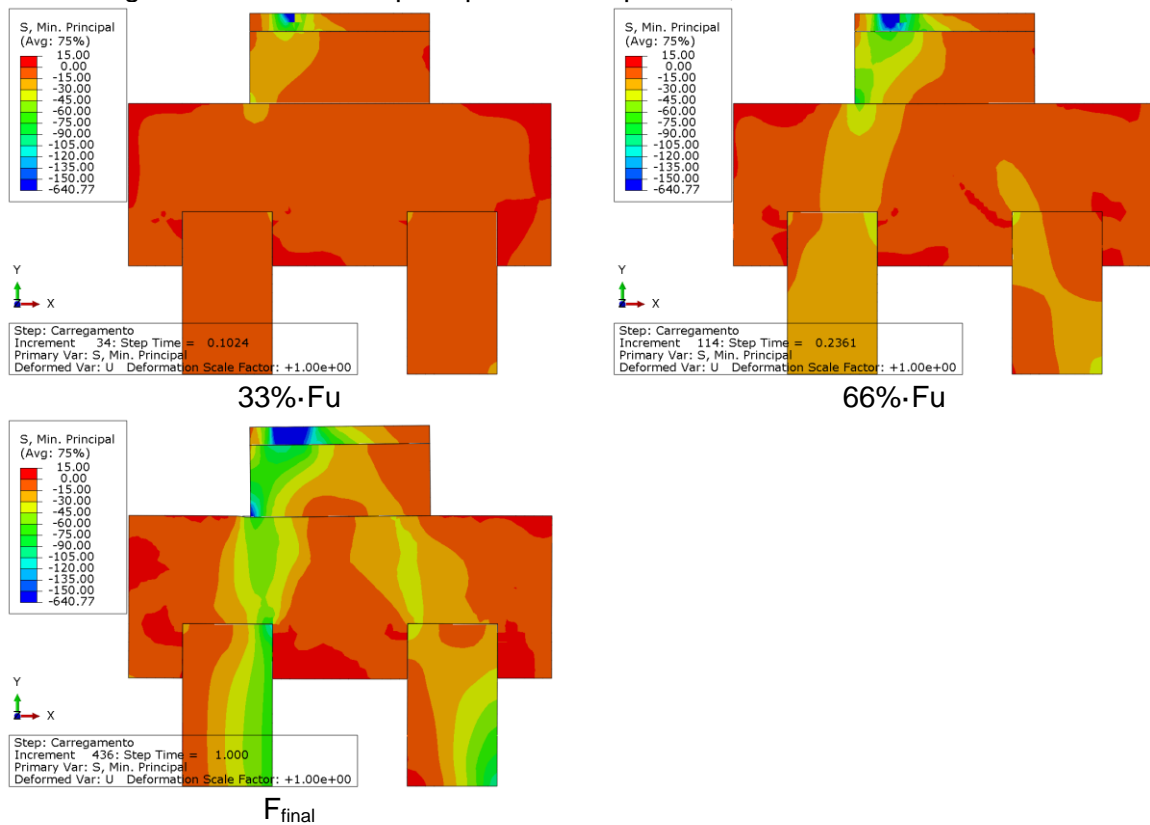 S, Min. Principal
(Avg: 75%)
15.00
0.00
-15.00
-30.00
-45.00
-60.00
-75.00
-90.00
-105.00
-120.00
-135.00
-150.00
-640.77
Y
Z X
Step: Carregamento
Increment 34: Step Time = 0.1024
Primary Var: S, Min. Principal
Deformed Var: U Deformation Scale Factor: +1.00e+00
33%·Fu
S, Min. Principal
(Avg: 75%)
15.00
0.00
-15.00
-30.00
-45.00
-60.00
-75.00
-90.00
-105.00
-120.00
-135.00
-150.00
-640.77
Y
Z X
Step: Carregamento
Increment 114: Step Time = 0.2361
Primary Var: S, Min. Principal
Deformed Var: U Deformation Scale Factor: +1.00e+00
66%·Fu
S, Min. Principal
(Avg: 75%)
15.00
0.00
-15.00
-30.00
-45.00
-60.00
-75.00
-90.00
-105.00
-120.00
-135.00
-150.00
-640.77
Y
Z X
Step: Carregamento
Increment 436: Step Time = 1.000
Primary Var: S, Min. Principal
Deformed Var: U Deformation Scale Factor: +1.00e+00
Ffinal